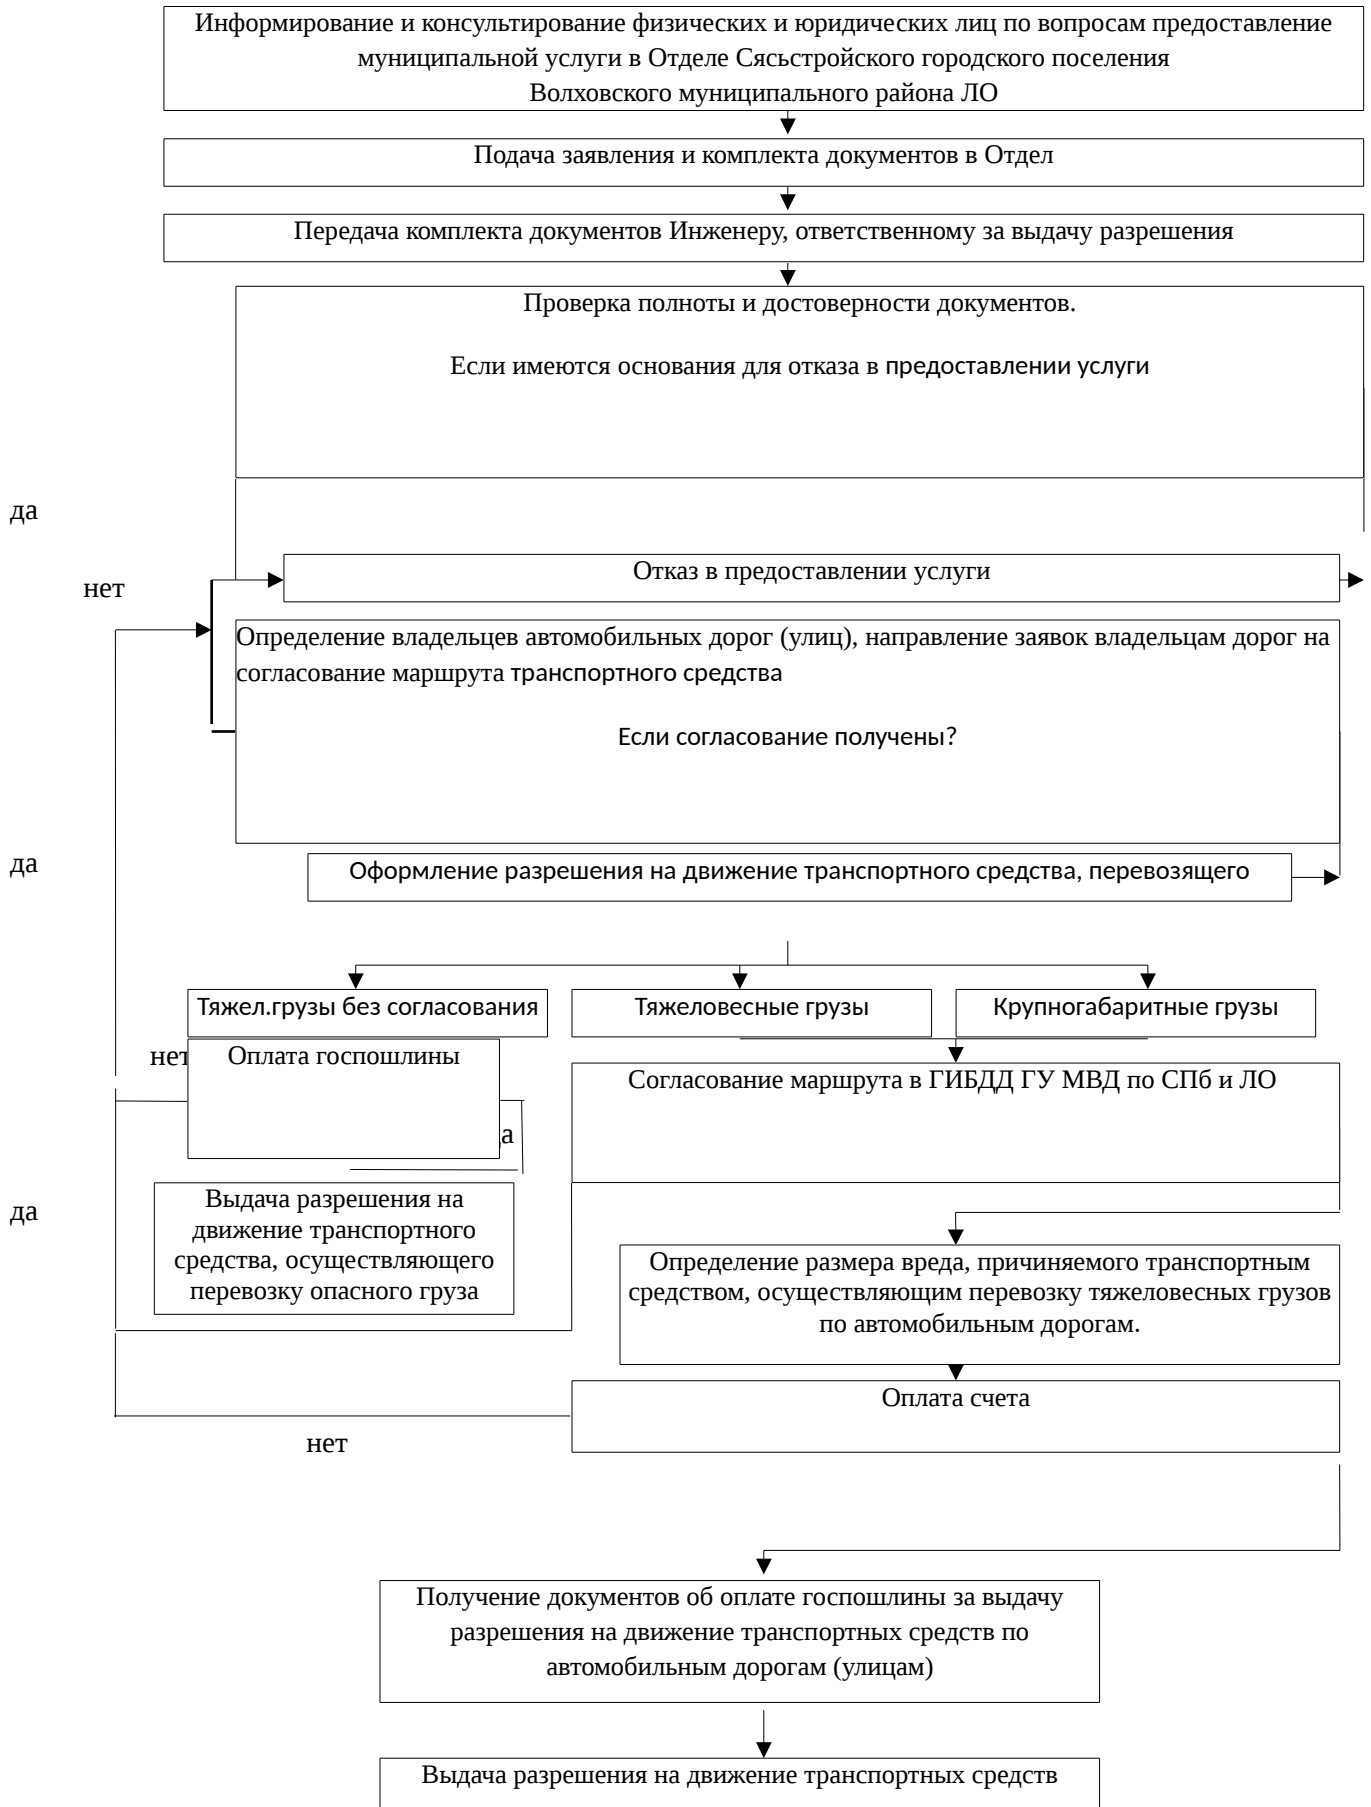 Информирование и консультирование физических и юридических лиц по вопросам предоставление
муниципальной услуги в Отделе Сясьстройского городского поселения
Волховского муниципального района ЛО
Подача заявления и комплекта документов в Отдел
Передача комплекта документов Инженеру, ответственному за выдачу разрешения
Проверка полноты и достоверности документов.
Если имеются основания для отказа в предоставлении услуги
да
Отказ в предоставлении услуги
нет
Определение владельцев автомобильных дорог (улиц), направление заявок владельцам дорог на
согласование маршрута транспортного средства
Если согласование получены?
да
Оформление разрешения на движение транспортного средства, перевозящего
Тяжел.грузы без согласования
Тяжеловесные грузы
Крупногабаритные грузы
нет
Оплата госпошлины
Согласование маршрута в ГИБДД ГУ МВД по СПб и ЛО
а
Выдача разрешения на
движение транспортного
средства, осуществляющего
перевозку опасного груза
да
Определение размера вреда, причиняемого транспортным
средством, осуществляющим перевозку тяжеловесных грузов
по автомобильным дорогам.
Оплата счета
нет
Получение документов об оплате госпошлины за выдачу
разрешения на движение транспортных средств по
автомобильным дорогам (улицам)
Выдача разрешения на движение транспортных средств